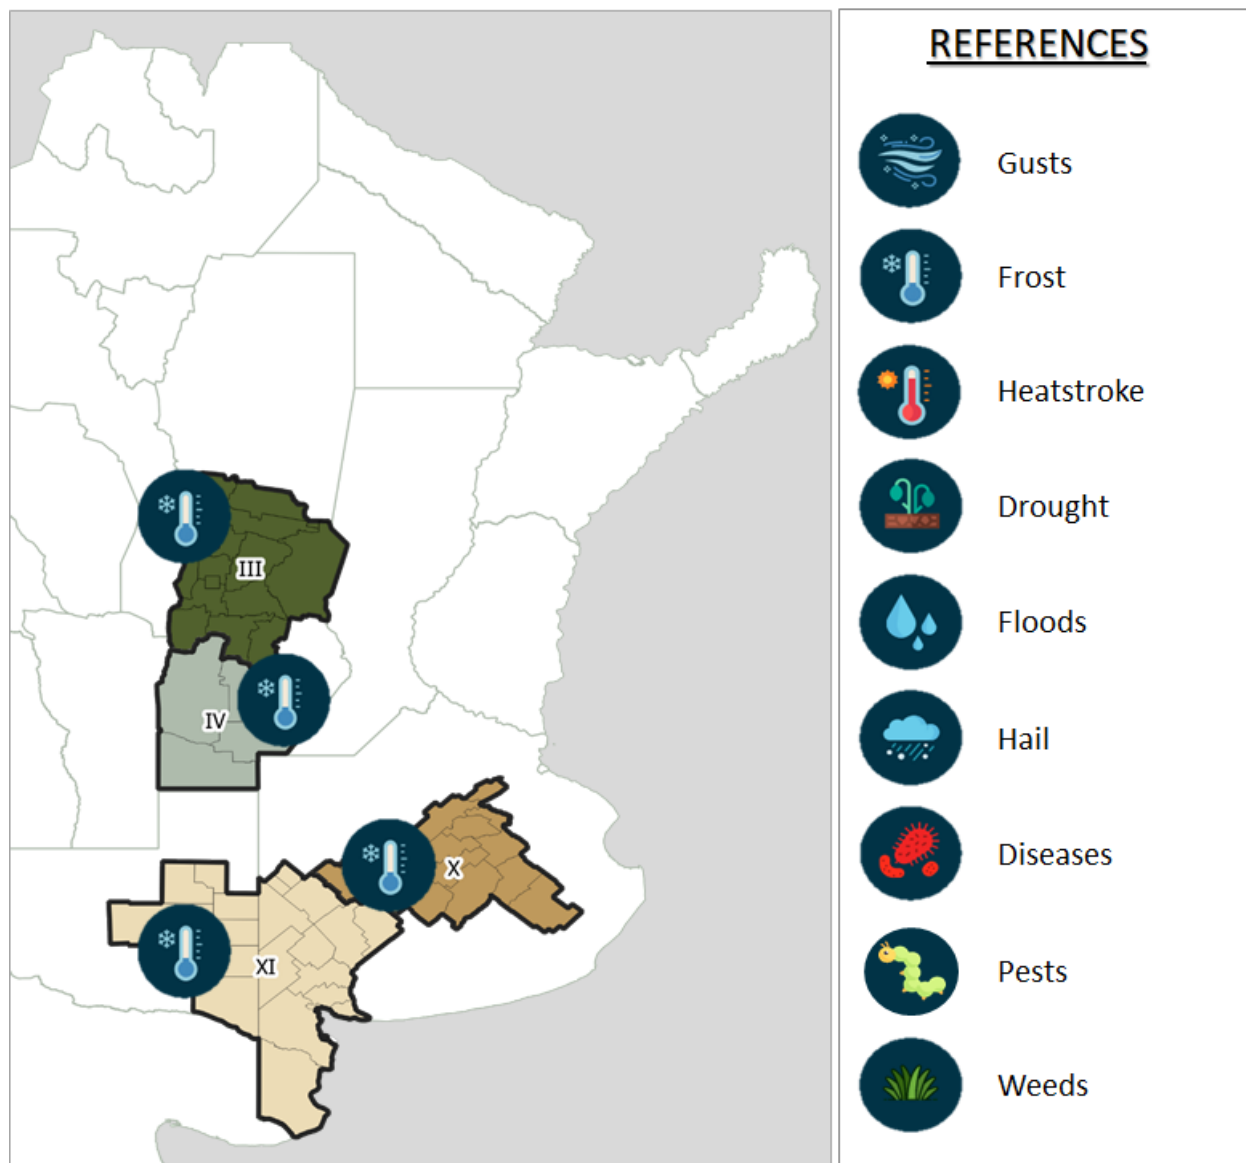 REFERENCES
Gusts
Frost
Heatstroke
Drought
Floods
Hail
Diseases
Pests
Weeds
III
IV
X
XI